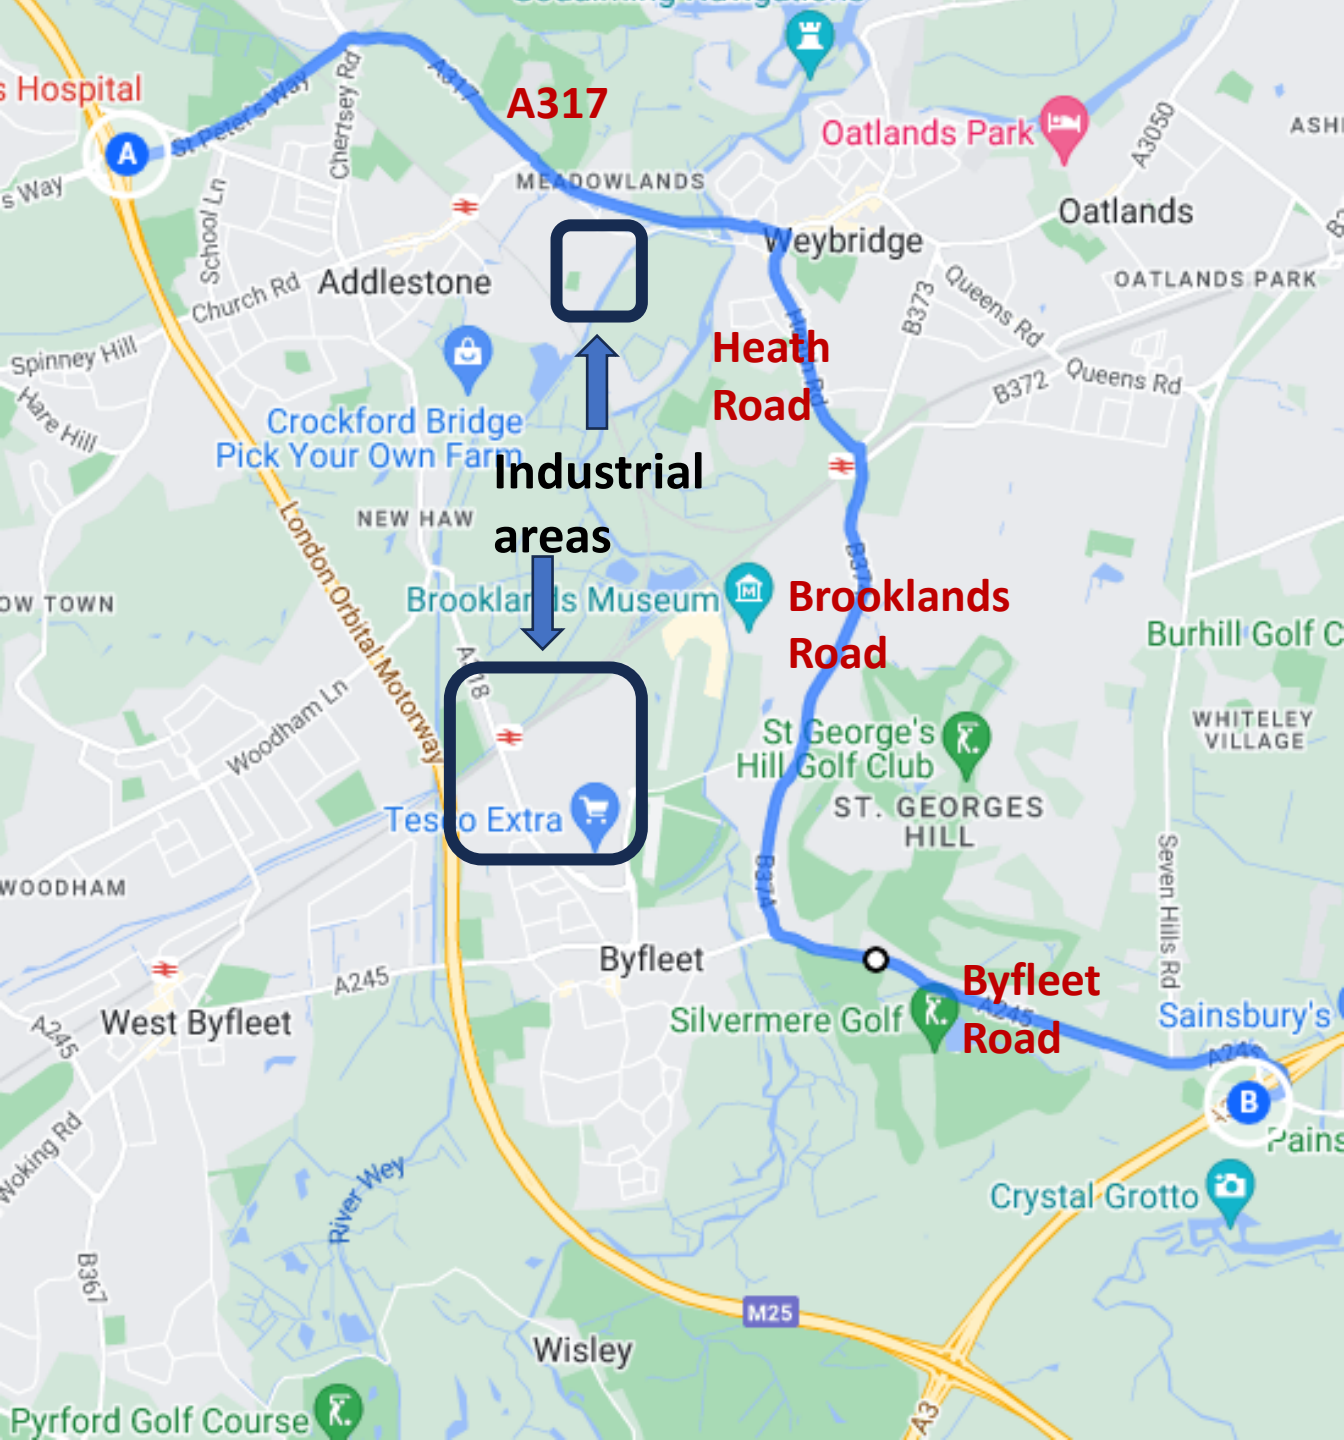 s Hospital
A
St Peter's Way
s Way
Chertsey Rd
A317
A317
School Ln
MEADOWLANDS
Oatlands Park
A3050
Oatlands
OATLANDS PARK
Weybridge
Addlestone
Church Rd
Spinney Hill
Hare Hill
B373
Queens Rd
Queens Rd
B372
Heath
Road
Heath Rd
Crockford Bridge
Pick Your Own Farm
Industrial
areas
NEW HAW
London Orbital Motorway
OW TOWN
Brooklands Museum
Brooklands
Road
Burhill Golf C
A318
Woodham Ln
St George's
Hill Golf Club
ST. GEORGES
HILL
WHITELEY
VILLAGE
Tesco Extra
WOODHAM
B374
Seven Hills Rd
Byfleet
A245
West Byfleet
A245
Silvermere Golf
Byfleet
Road
A245
Sainsbury's
A245
B
Pains
Woking Rd
River Wey
Crystal Grotto
B367
M25
Wisley
A3
Pyrford Golf Course